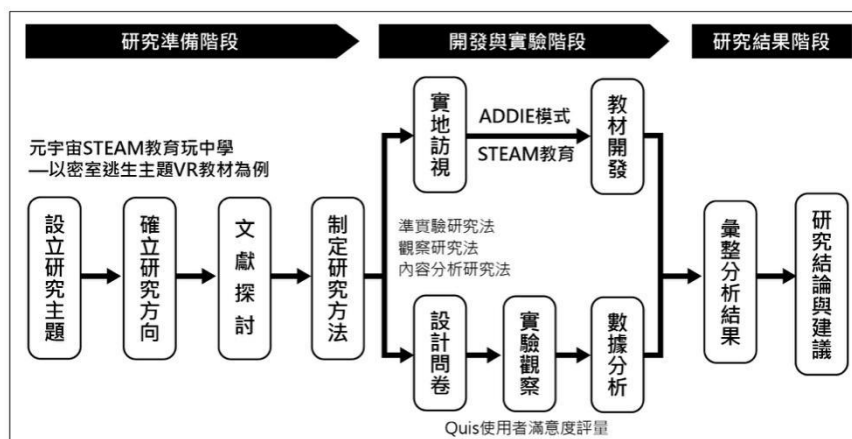 研究準備階段
開發與實驗階段
研究結果階段
元宇宙STEAM教育玩中學
—以密室逃生主題VR教材為例
設立研究主題
確立研究方向
文獻探討
制定研究方法
實地訪視
ADDIE模式
STEAM教育
教材開發
準實驗研究法
觀察研究法
內容分析研究法
設計問卷
實驗觀察
數據分析
Quis使用者滿意度評量
彙整分析結果
研究結論與建議